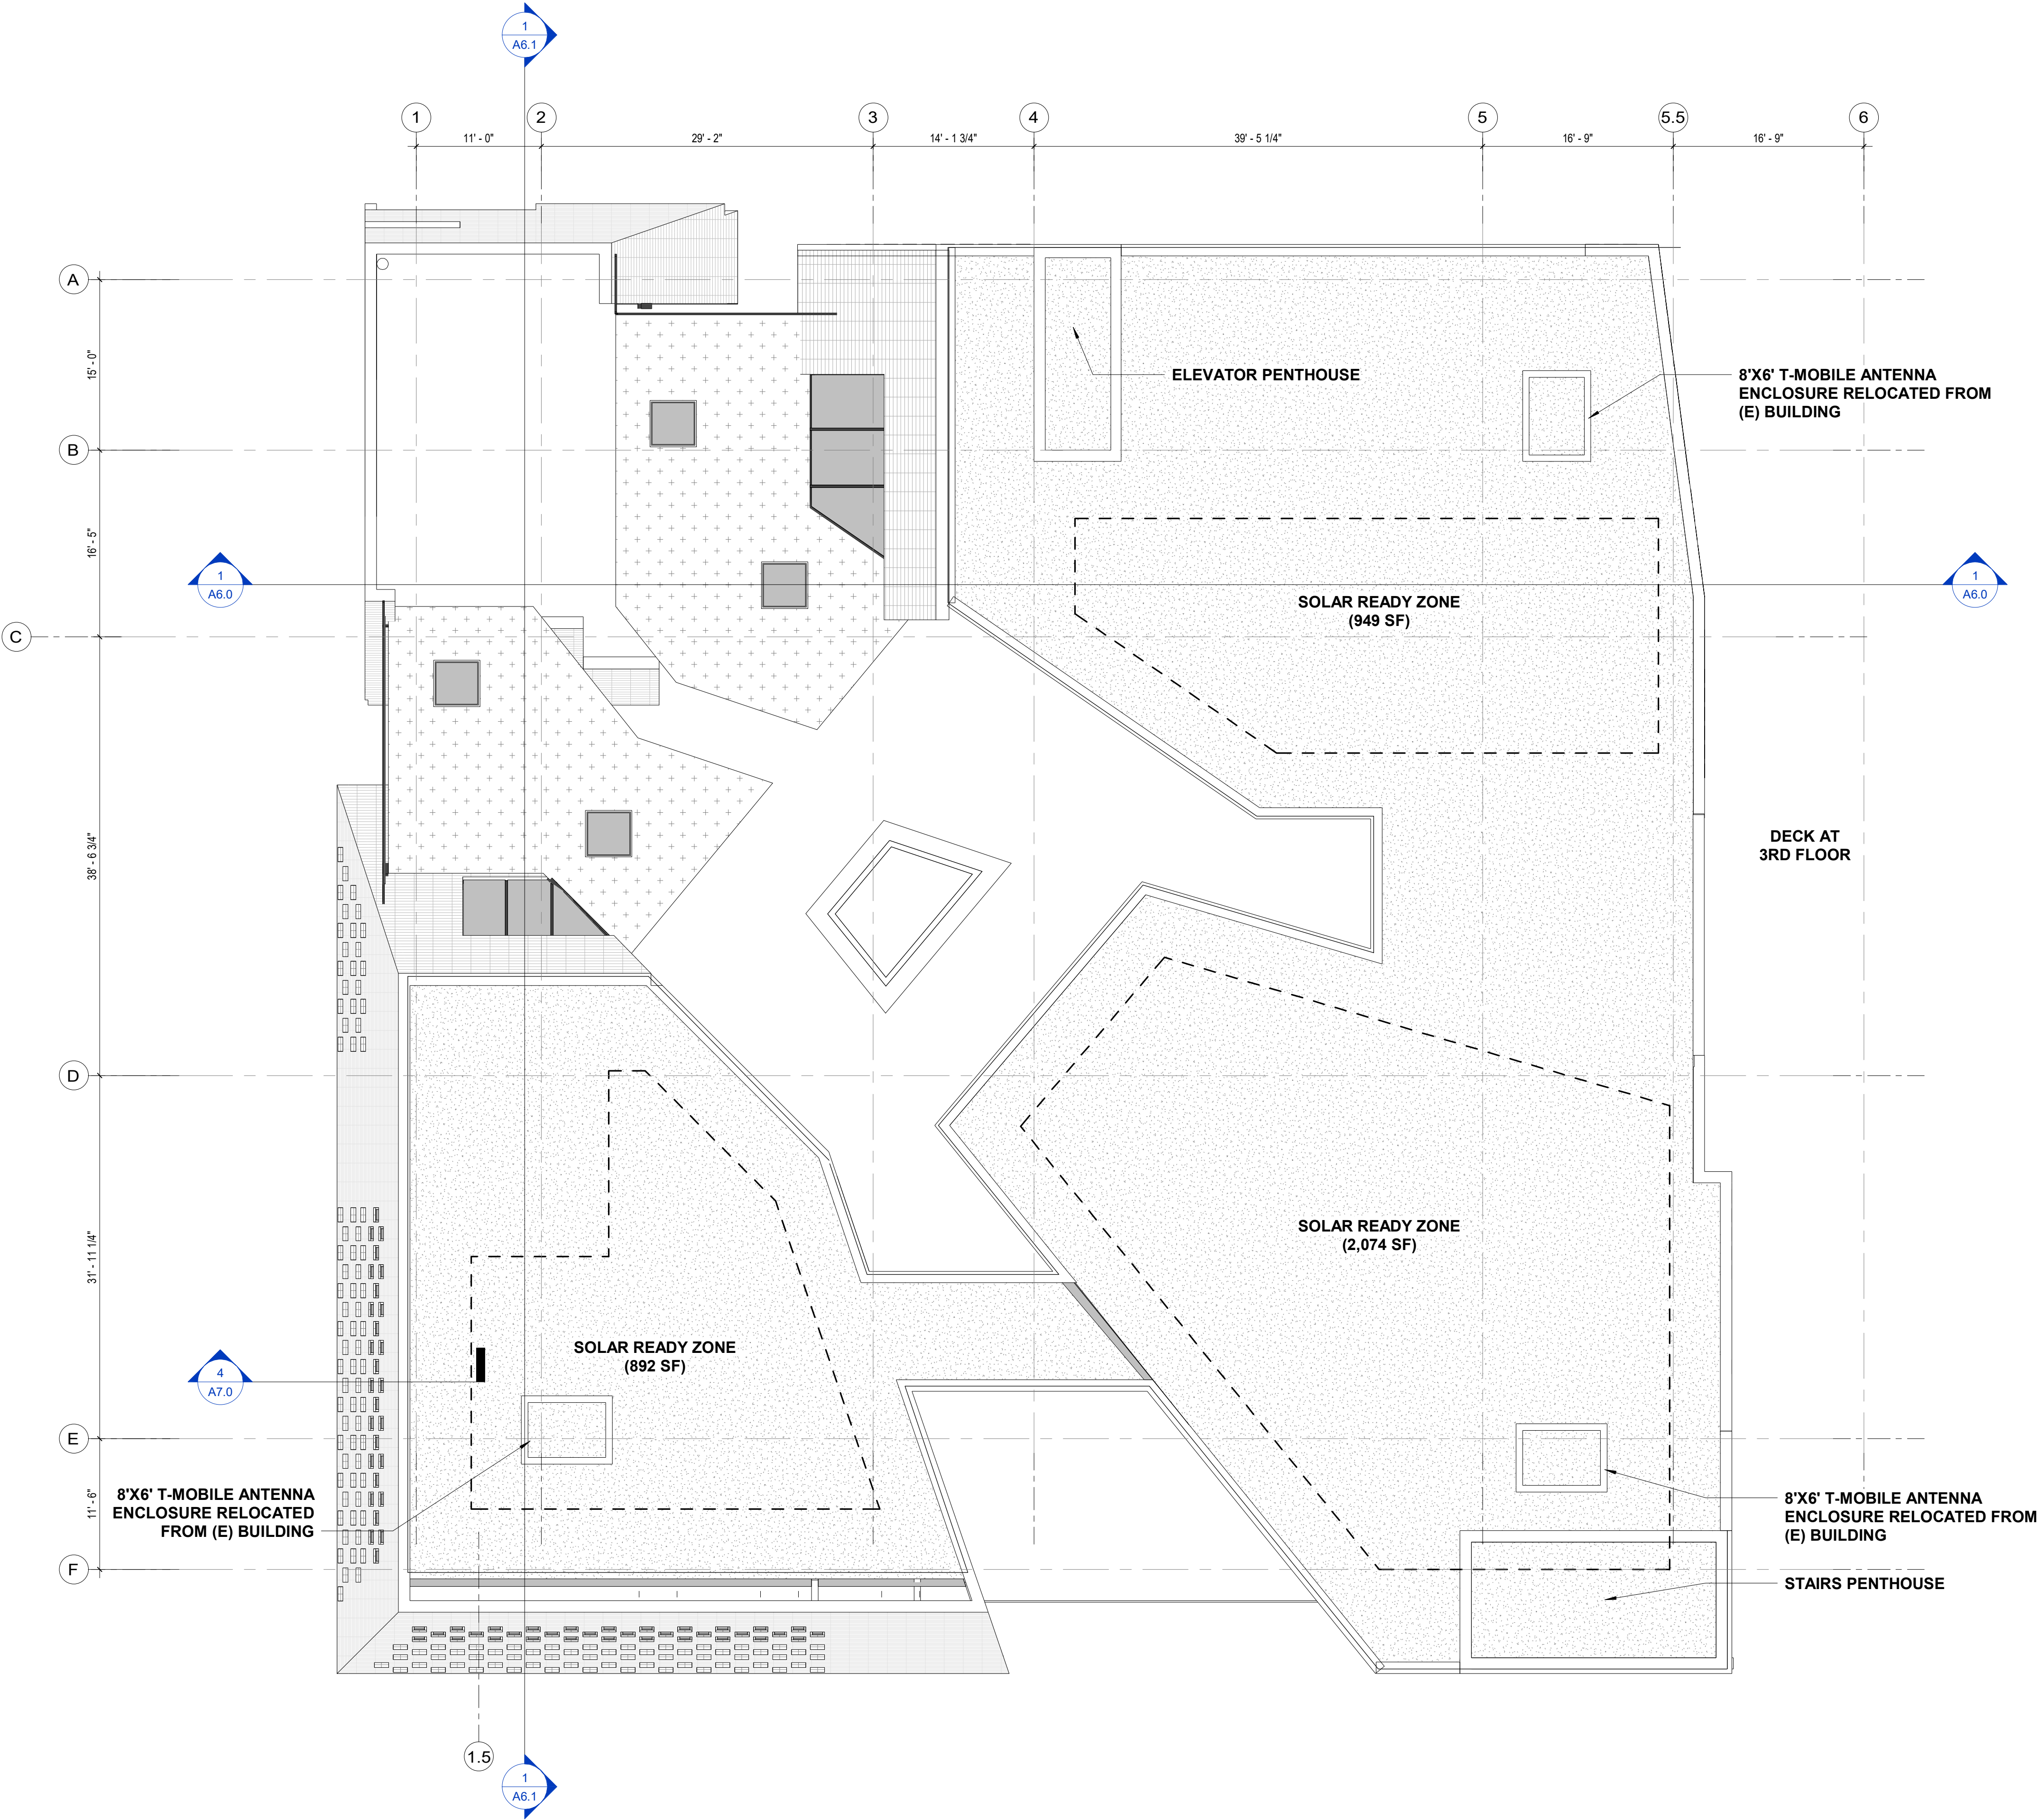 1
A6.1
1
2
3
4
5
5.5
6
11' - 0"
29' - 2"
14' - 1 3/4"
39' - 5 1/4"
16' - 9"
16' - 9"
A
15' - 0"
ELEVATOR PENTHOUSE
8'X6' T-MOBILE ANTENNA
ENCLOSURE RELOCATED FROM
(E) BUILDING
B
16' - 5"
1
A6.0
1
A6.0
SOLAR READY ZONE
(949 SF)
C
38' - 6 3/4"
DECK AT
3RD FLOOR
D
31' - 11 1/4"
SOLAR READY ZONE
(2,074 SF)
SOLAR READY ZONE
(892 SF)
4
A7.0
E
11' - 6"
8'X6' T-MOBILE ANTENNA
ENCLOSURE RELOCATED
FROM (E) BUILDING
8'X6' T-MOBILE ANTENNA
ENCLOSURE RELOCATED FROM
(E) BUILDING
F
STAIRS PENTHOUSE
1.5
1
A6.1